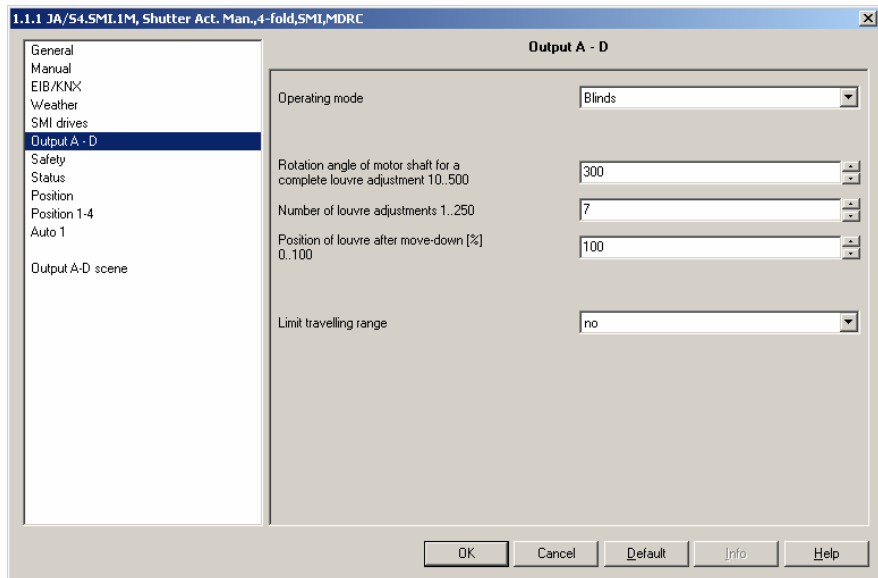 1.1.1 JA/S4.SMI.1M, Shutter Act. Man.,4-fold,SMI,MDRC
General
Manual
EIB/KNX
Weather
SMI drives
Output A - D
Safety
Status
Position
Position 1-4
Auto 1
Output A-D scene
Output A - D
Operating mode
Blinds
Rotation angle of motor shaft for a
complete louvre adjustment 10..500
300
Number of louvre adjustments 1..250
7
Position of louvre after move-down [%]
0..100
100
Limit travelling range
no
OK
Cancel
Default
Info
Help